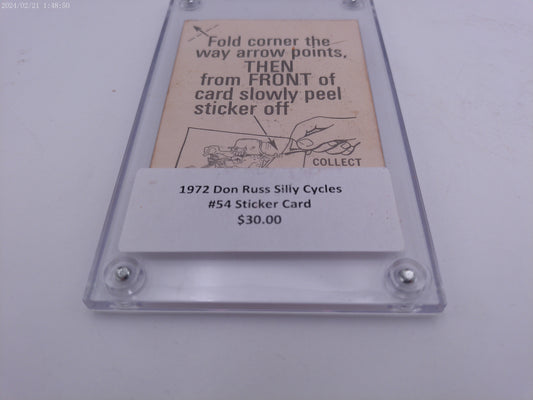 2024/02/21 1:48:50
Fold corner the
way arrow points,
THEN
from FRONT of
card slowly peel
sticker off
COLLECT
1972 Don Russ Silly Cycles
#54 Sticker Card
$30.00